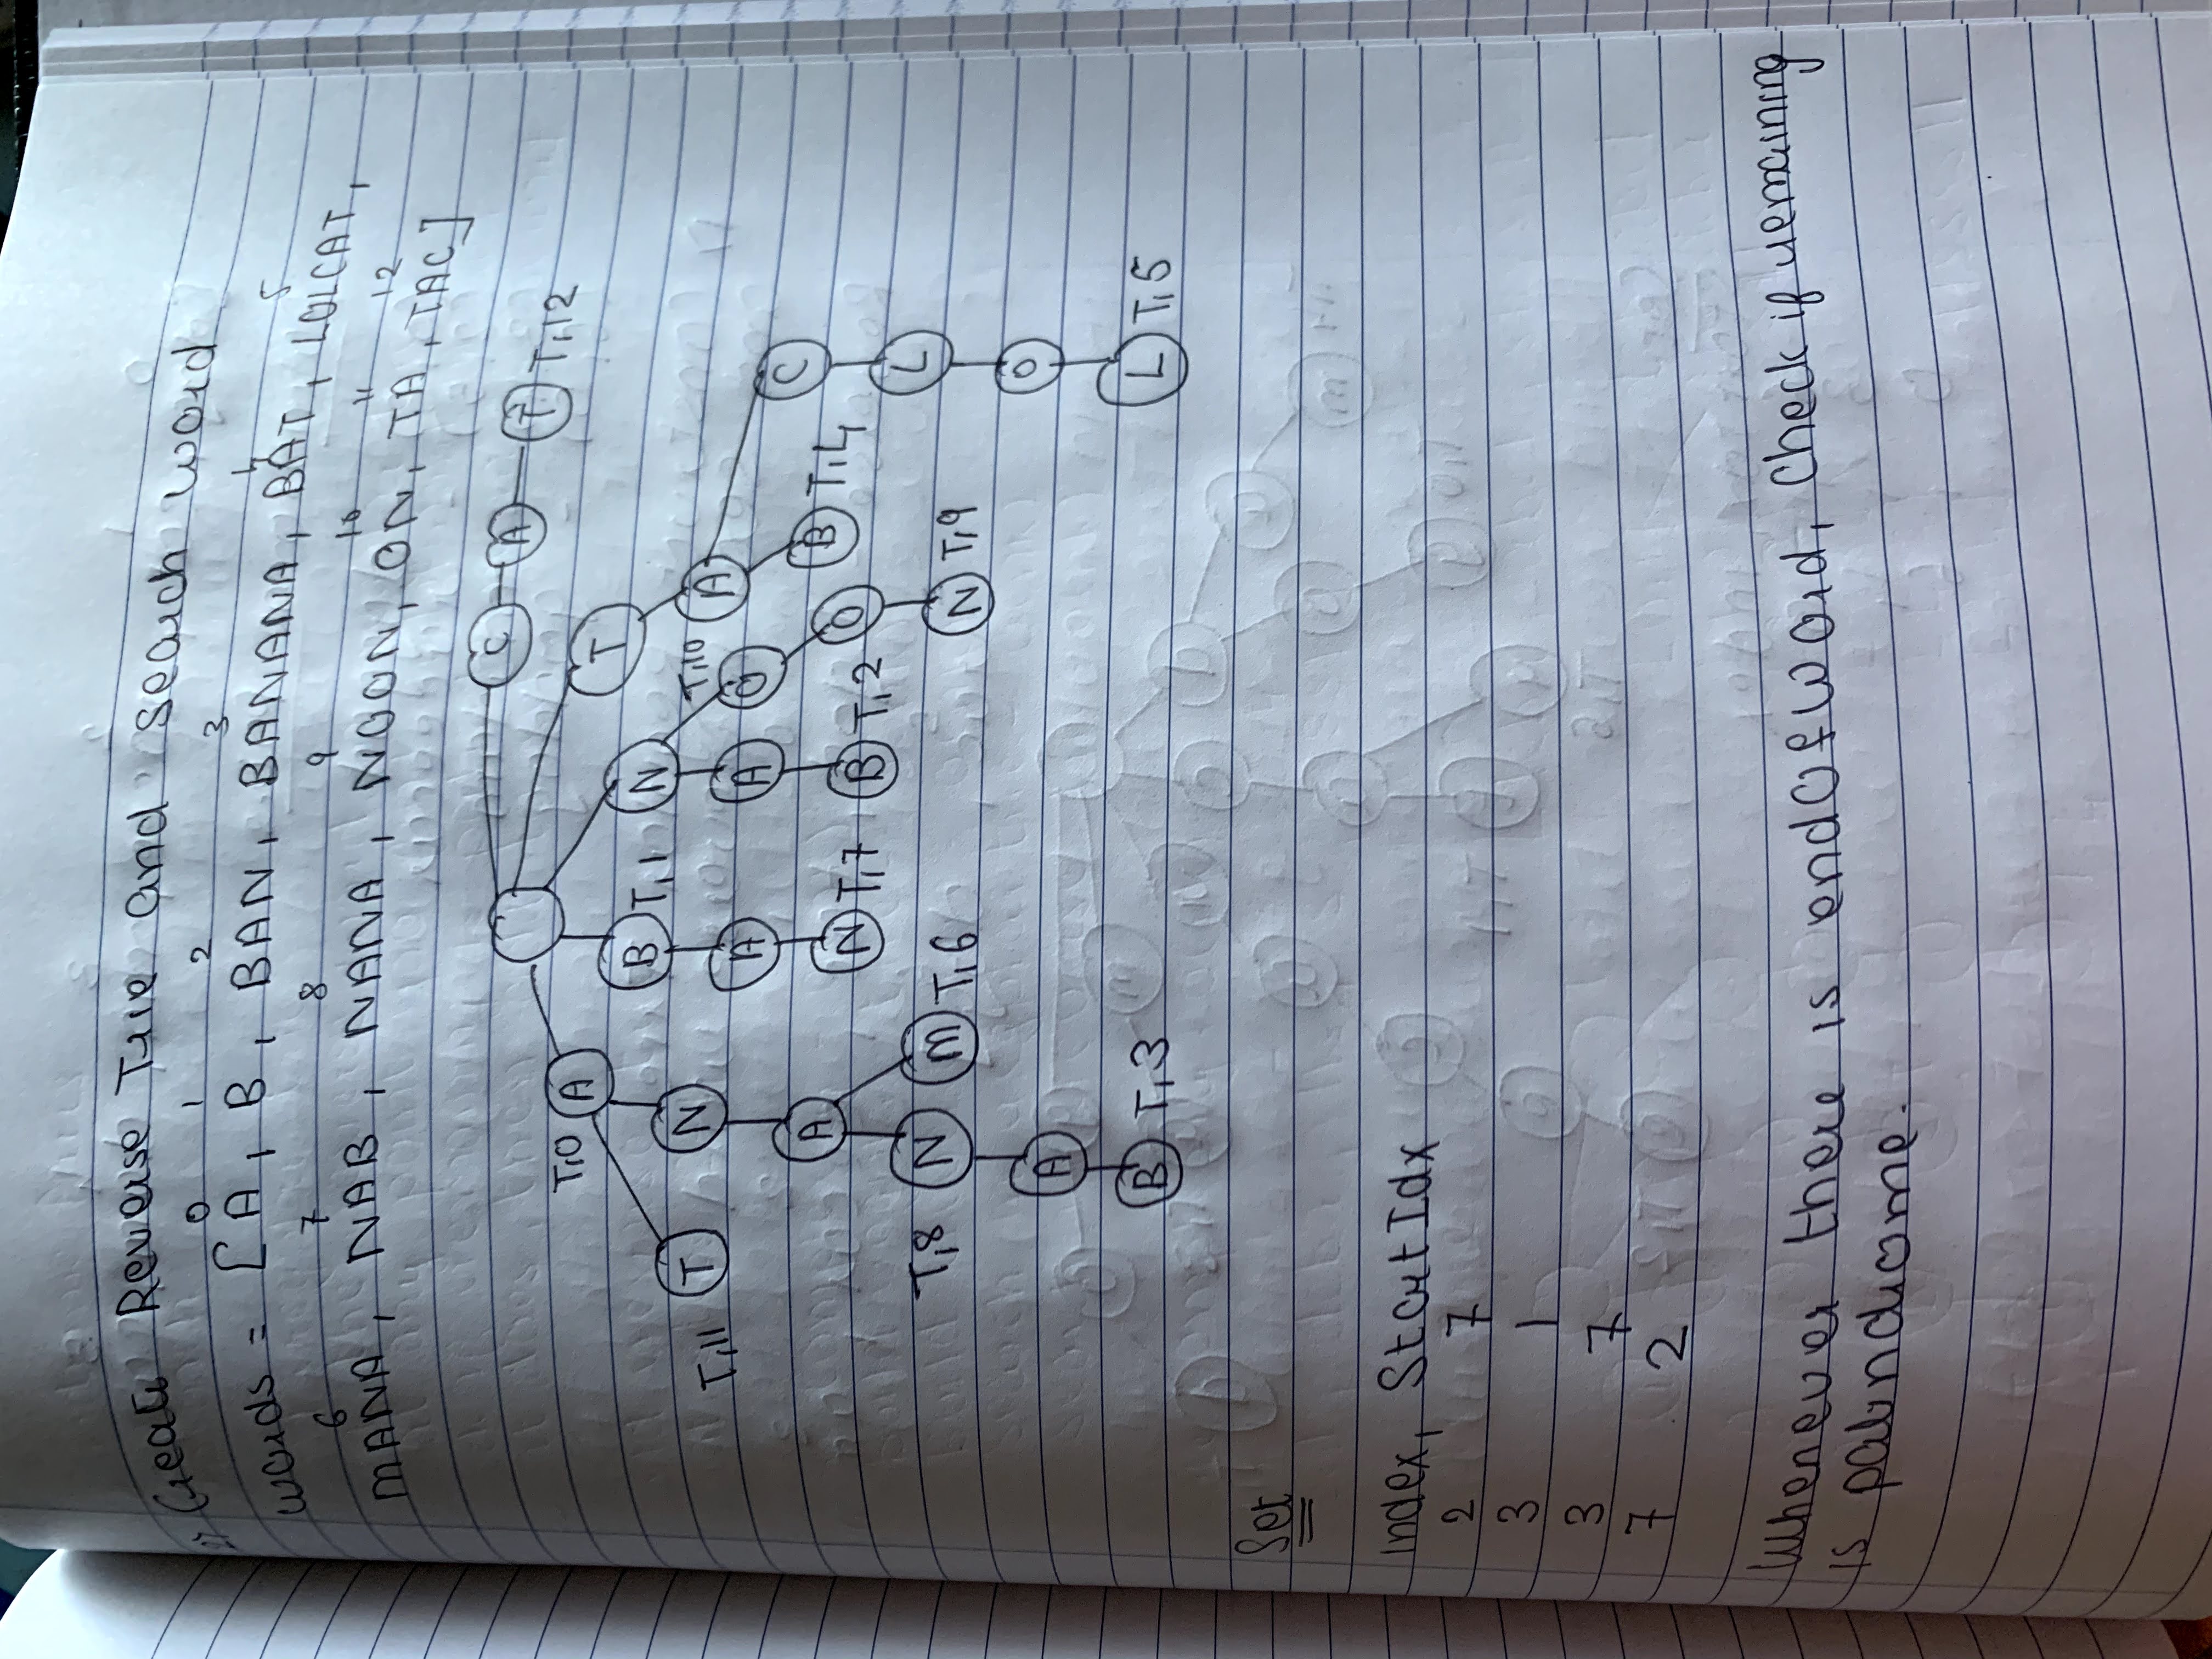 2) Create Reverse Trie and search word
0 1 2 3 4 5
words = [A, B, BAN, BANANA, BAT, LOLCAT,
6 7 8 9 10 11 12
MANA, NAB, NANA, NOON, ON, TA, TAC]
C A T T,12
T,0 A
T
B T,1 N
T,11 T N
T,10 A
A A O
C
A
N T,7 B T,2 O B T,4
L
T,8 N M T,6
N T,9
O
A
B T,3
L T,5
Set
Index, StartIdx
2 7
3 1
3 7
7 2
Whenever there is endOfWord, Check if remaining
is palindrome.